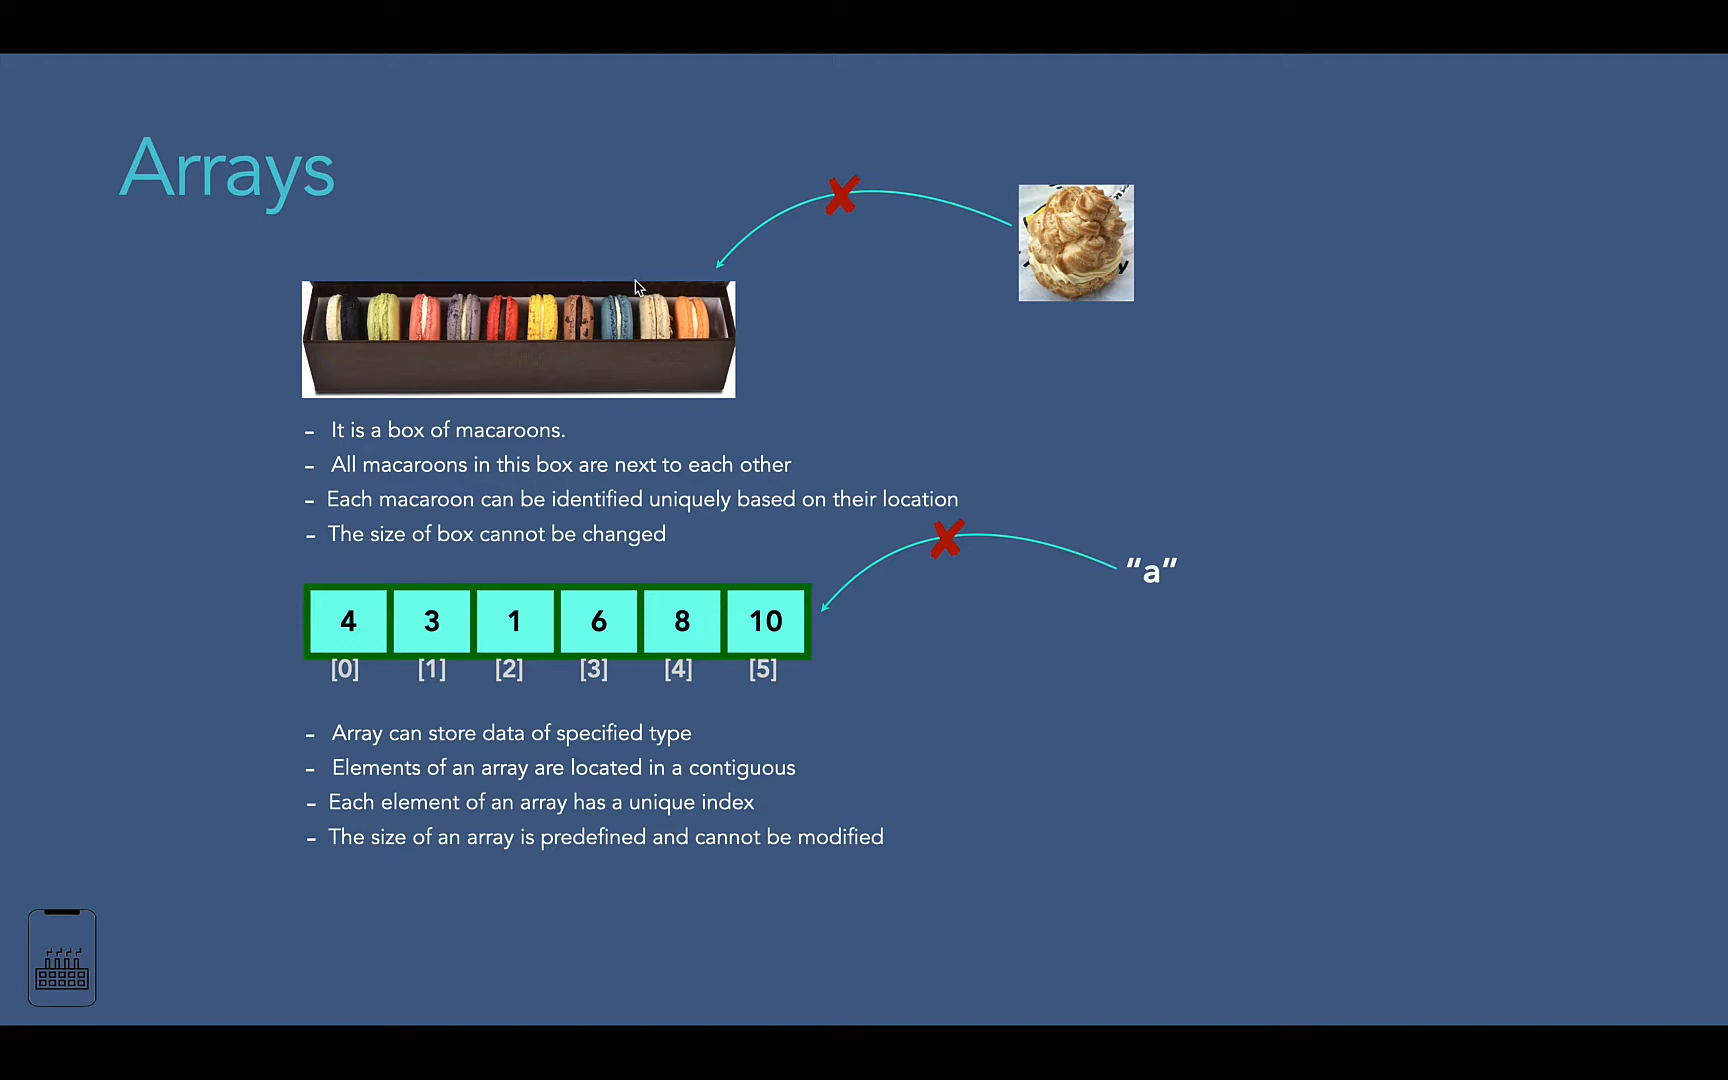 Arrays
- It is a box of macaroons.
- All macaroons in this box are next to each other
- Each macaroon can be identified uniquely based on their location
- The size of box cannot be changed
“a”
4 3 1 6 8 10
[0] [1] [2] [3] [4] [5]
- Array can store data of specified type
- Elements of an array are located in a contiguous
- Each element of an array has a unique index
- The size of an array is predefined and cannot be modified